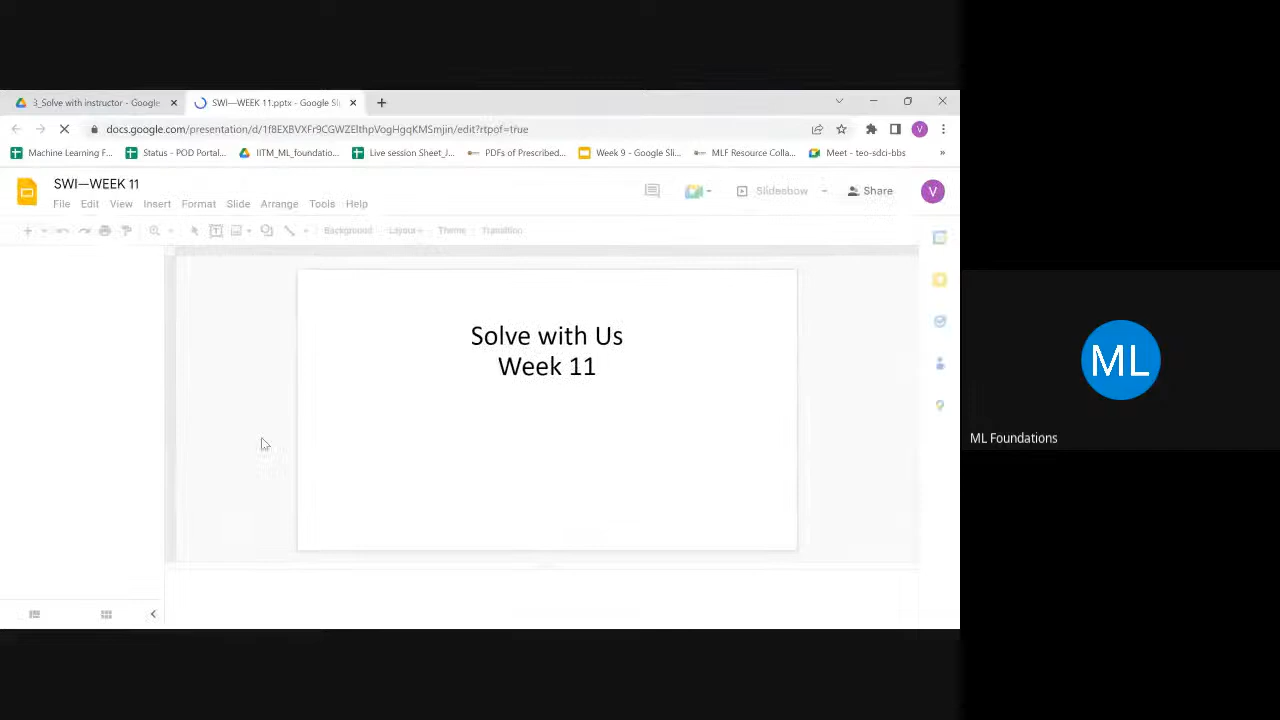 3_Solve with instructor - Google
SWI—WEEK 11.pptx - Google Sli
docs.google.com/presentation/d/1f8EXBVXFr9CGWZElthpVogHgqKMSmjin/edit?rtpof=true
V
Machine Learning F...
Status - POD Portal...
IITM_ML_foundatio...
Live session Sheet_J...
PDFs of Prescribed...
Week 9 - Google Sli...
MLF Resource Colla...
Meet - teo-sdci-bbs
»
SWI—WEEK 11
File Edit View Insert Format Slide Arrange Tools Help
Slideshow
Share
V
Background Layout Theme Transition
Solve with Us
Week 11
ML
ML Foundations